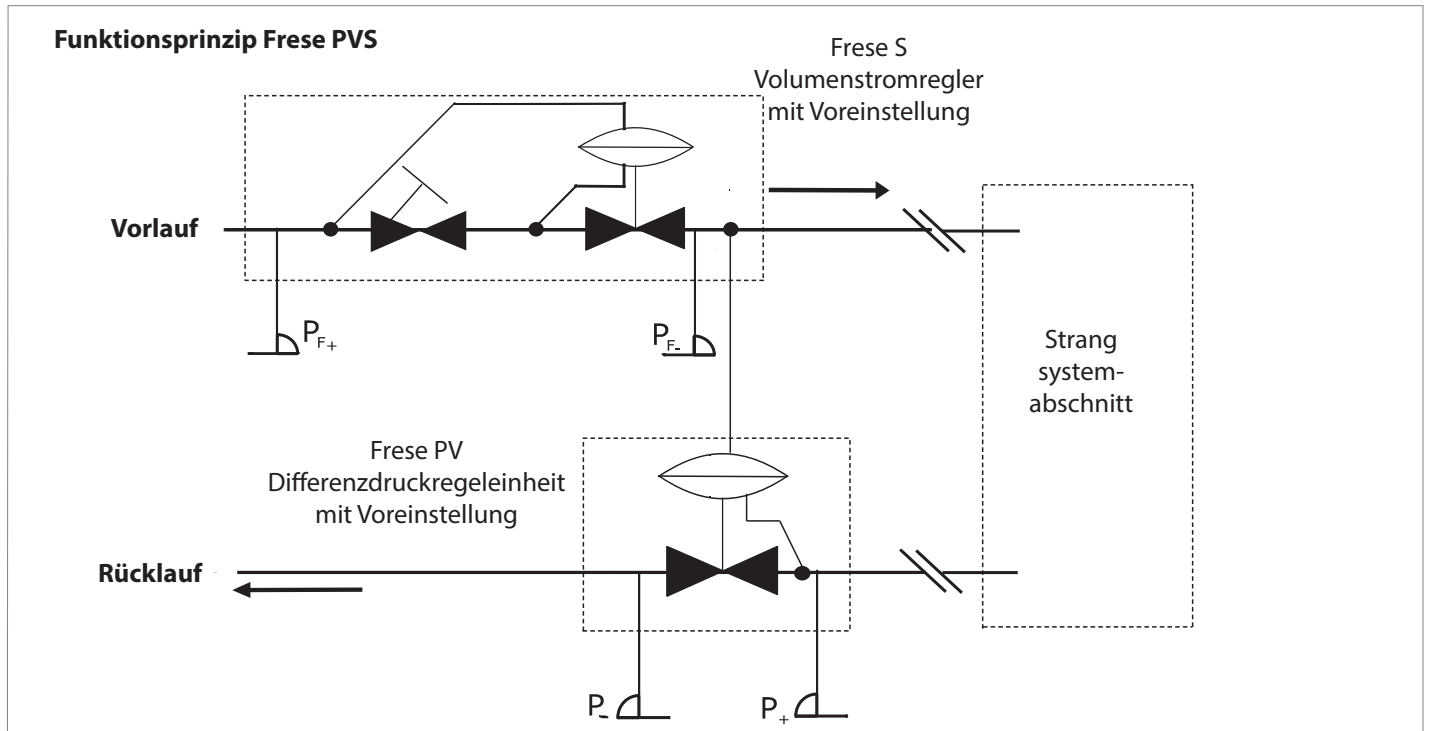 Funktionsprinzip Frese PVS
Frese S
Volumenstromregler
mit Voreinstellung
Vorlauf
PF+
PF-
Strang
system-
abschnitt
Frese PV
Differenzdruckregeleinheit
mit Voreinstellung
Rücklauf
P-
P+